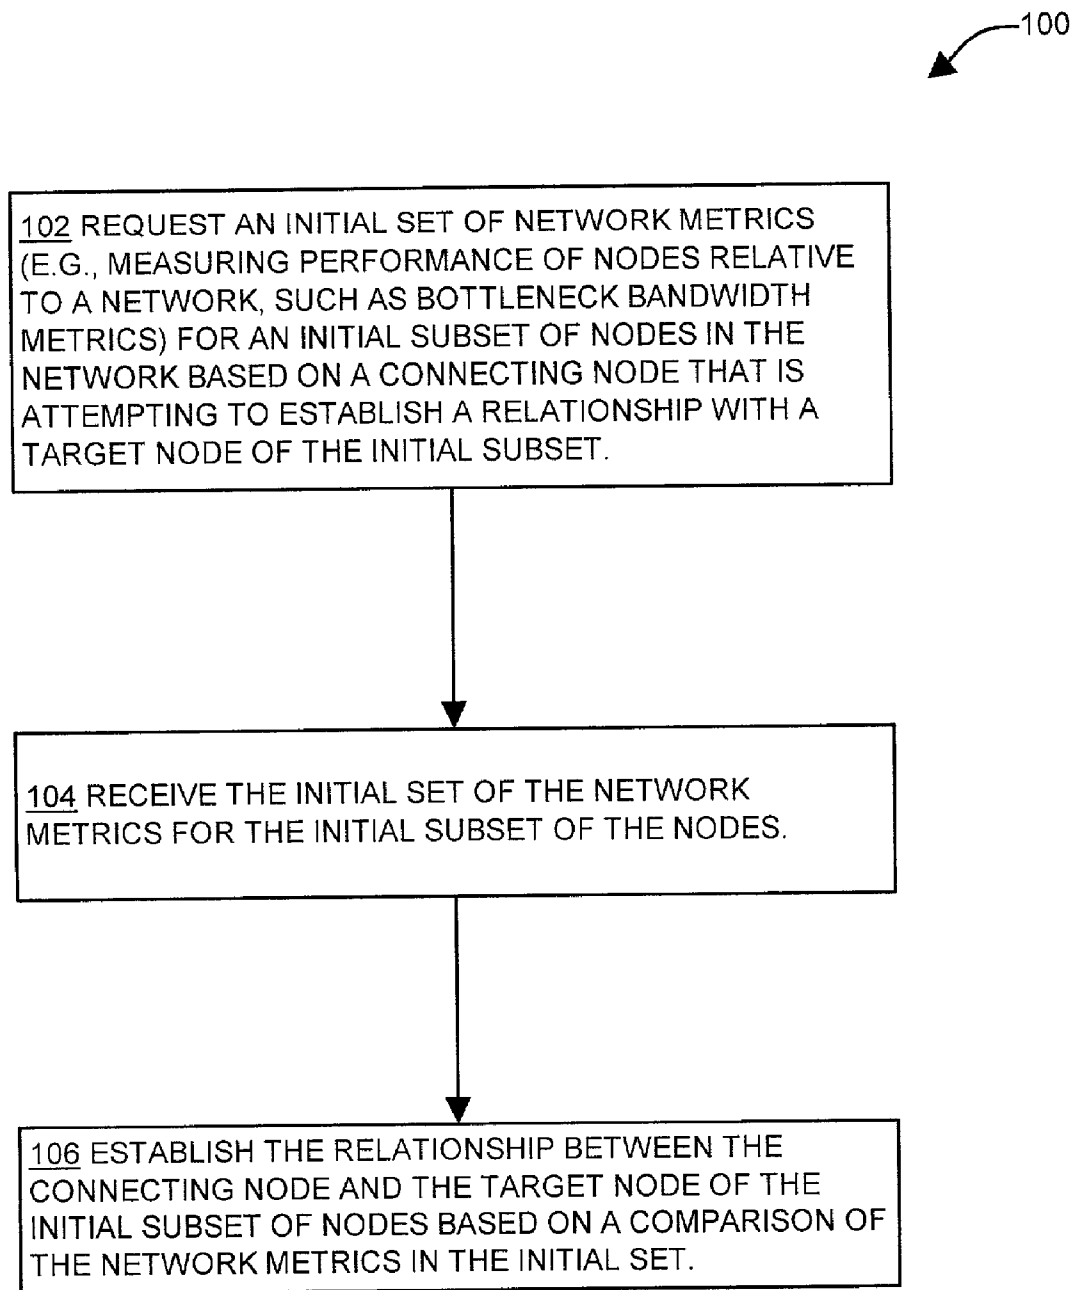 100
102 REQUEST AN INITIAL SET OF NETWORK METRICS
(E.G., MEASURING PERFORMANCE OF NODES RELATIVE
TO A NETWORK, SUCH AS BOTTLENECK BANDWIDTH
METRICS) FOR AN INITIAL SUBSET OF NODES IN THE
NETWORK BASED ON A CONNECTING NODE THAT IS
ATTEMPTING TO ESTABLISH A RELATIONSHIP WITH A
TARGET NODE OF THE INITIAL SUBSET.
104 RECEIVE THE INITIAL SET OF THE NETWORK
METRICS FOR THE INITIAL SUBSET OF THE NODES.
106 ESTABLISH THE RELATIONSHIP BETWEEN THE
CONNECTING NODE AND THE TARGET NODE OF THE
INITIAL SUBSET OF NODES BASED ON A COMPARISON OF
THE NETWORK METRICS IN THE INITIAL SET.